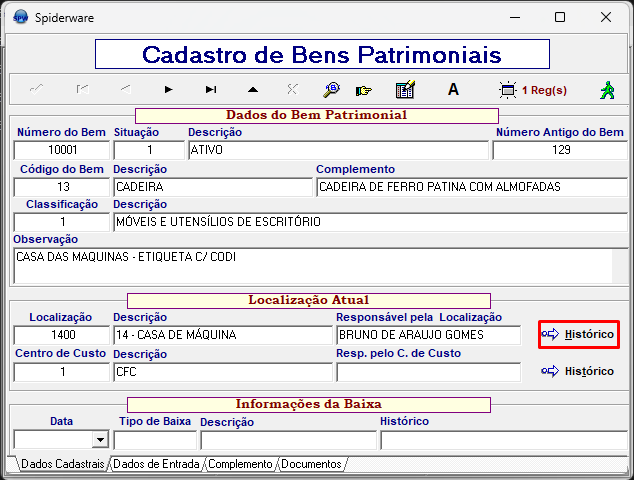 Spiderware
Cadastro de Bens Patrimoniais
A 1 Reg(s)
Dados do Bem Patrimonial
Número do Bem Situação Descrição Número Antigo do Bem
10001 1 ATIVO 129
Código do Bem Descrição Complemento
13 CADEIRA CADEIRA DE FERRO PATINA COM ALMOFADAS
Classificação Descrição
1 MÓVEIS E UTENSÍLIOS DE ESCRITÓRIO
Observação
CASA DAS MAQUINAS - ETIQUETA C/ CODI
Localização Atual
Localização Descrição Responsável pela Localização
1400 14 - CASA DE MÁQUINA BRUNO DE ARAUJO GOMES Histórico
Centro de Custo Descrição Resp. pelo C. de Custo
1 CFC Histórico
Informações da Baixa
Data Tipo de Baixa Descrição Histórico
Dados Cadastrais Dados de Entrada Complemento Documentos